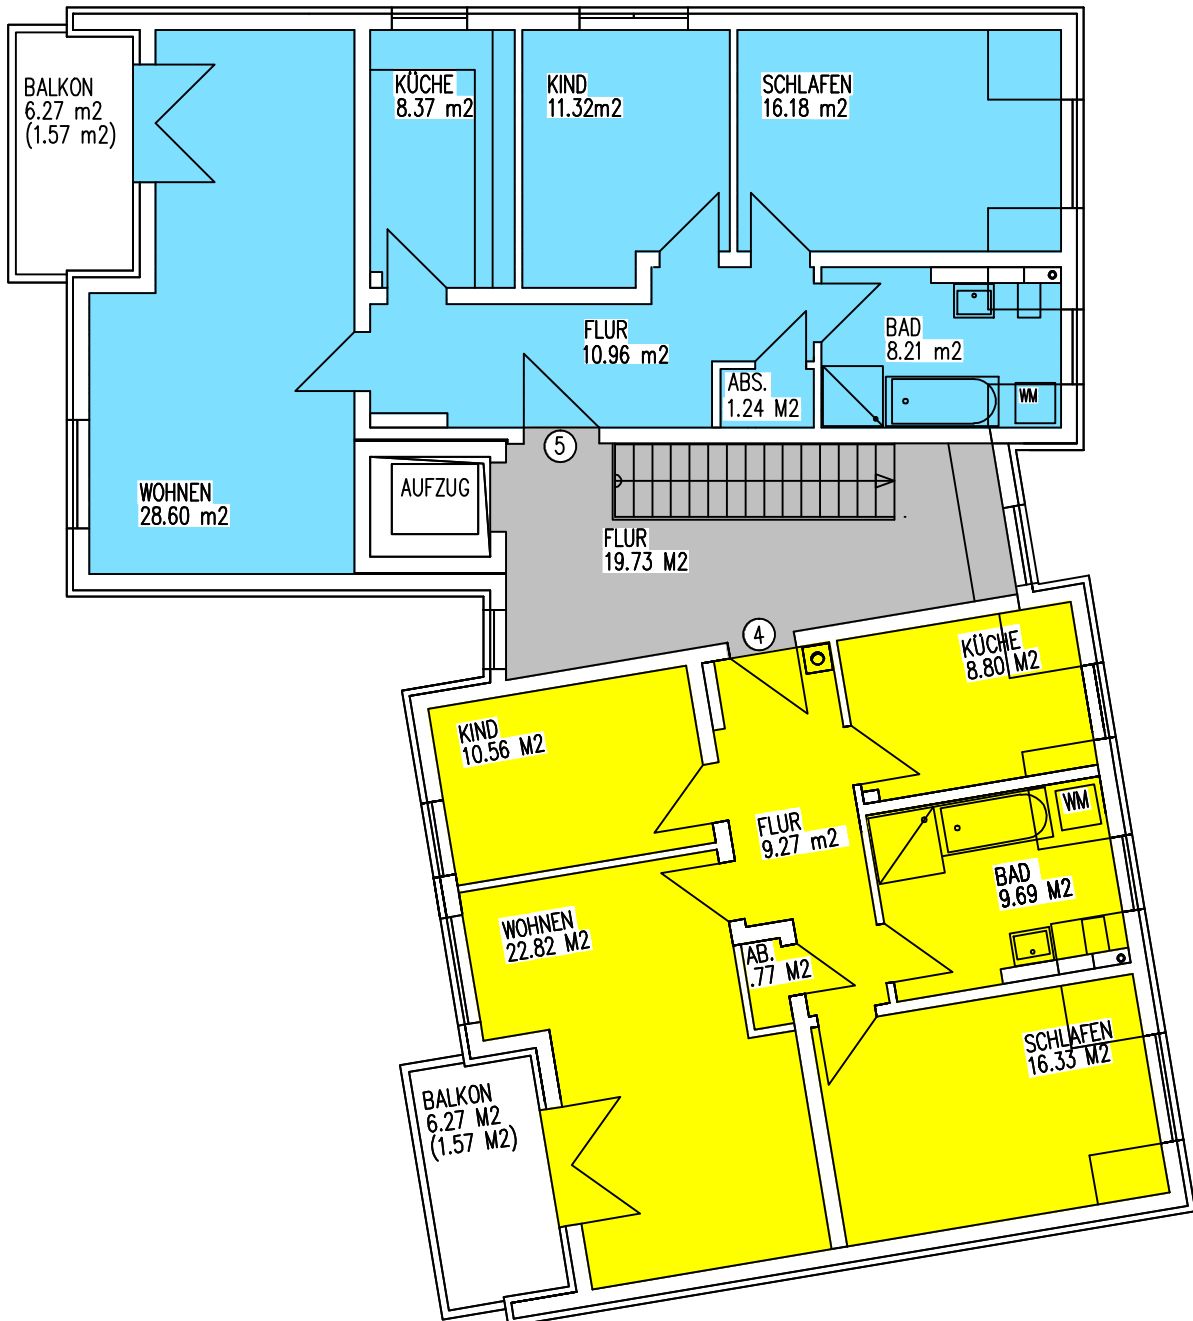 BALKON
6.27 m2
(1.57 m2)
KÜCHE
8.37 m2
KIND
11.32m2
SCHLAFEN
16.18 m2
FLUR
10.96 m2
BAD
8.21 m2
ABS.
1.24 M2
WM
WOHNEN
28.60 m2
AUFZUG
5
FLUR
19.73 M2
4
KÜCHE
8.80 M2
KIND
10.56 M2
FLUR
9.27 m2
WM
BAD
9.69 M2
WOHNEN
22.82 M2
AB.
.77 M2
SCHLAFEN
16.33 M2
BALKON
6.27 M2
(1.57 M2)